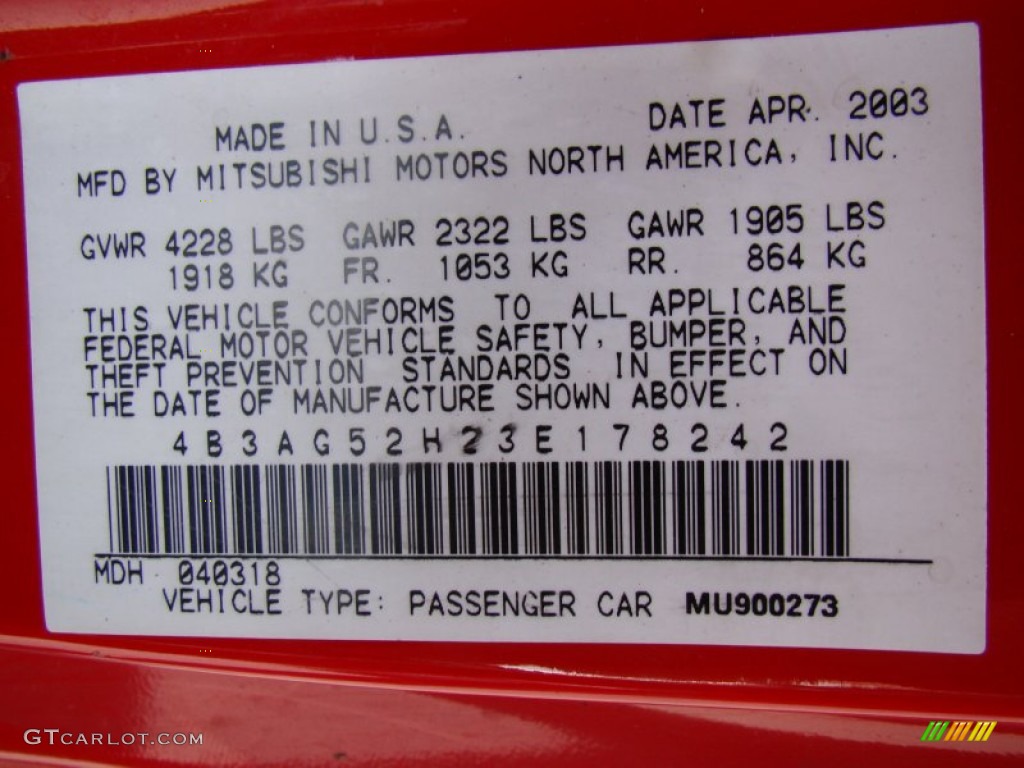 MADE IN U.S.A. DATE APR. 2003
MFD BY MITSUBISHI MOTORS NORTH AMERICA, INC.
GVWR 4228 LBS GAWR 2322 LBS GAWR 1905 LBS
1918 KG FR. 1053 KG RR. 864 KG
THIS VEHICLE CONFORMS TO ALL APPLICABLE
FEDERAL MOTOR VEHICLE SAFETY, BUMPER, AND
THEFT PREVENTION STANDARDS IN EFFECT ON
THE DATE OF MANUFACTURE SHOWN ABOVE.
4B3AG52H23E178242
MDH 040318
VEHICLE TYPE: PASSENGER CAR MU900273
GTCARLOT.COM